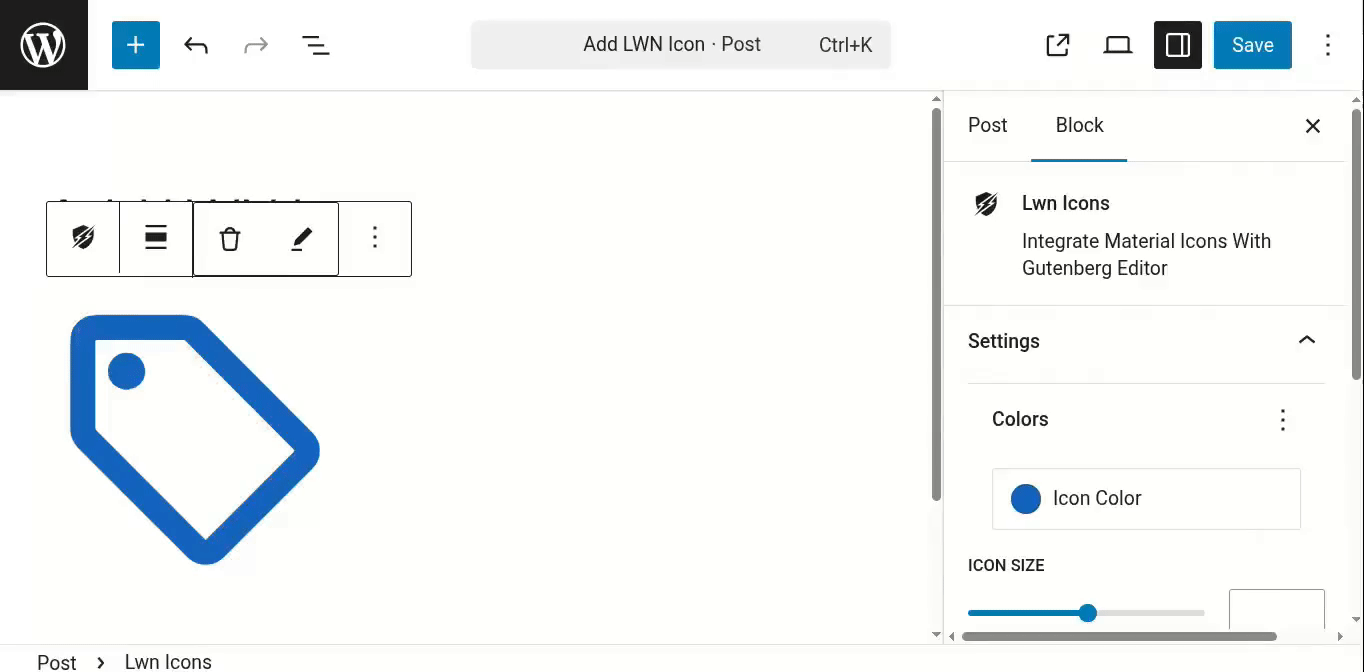 Add LWN Icon · Post Ctrl+K
Save
Post Block
Lwn Icons
Integrate Material Icons With
Gutenberg Editor
Settings
Colors
Icon Color
ICON SIZE
Post > Lwn Icons